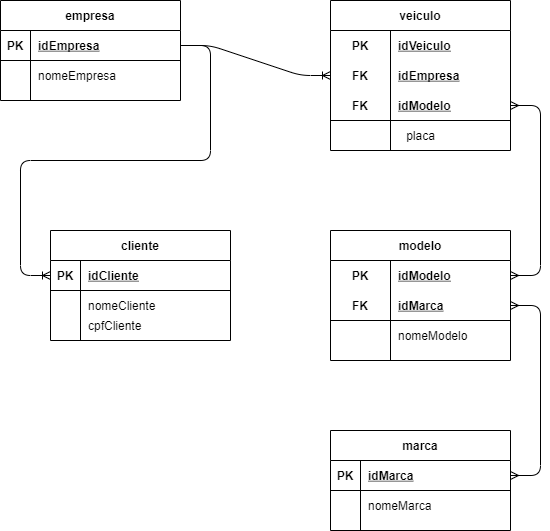 empresa
PK idEmpresa
nomeEmpresa
veiculo
PK idVeiculo
FK idEmpresa
FK idModelo
placa
cliente
PK idCliente
nomeCliente
cpfCliente
modelo
PK idModelo
FK idMarca
nomeModelo
marca
PK idMarca
nomeMarca